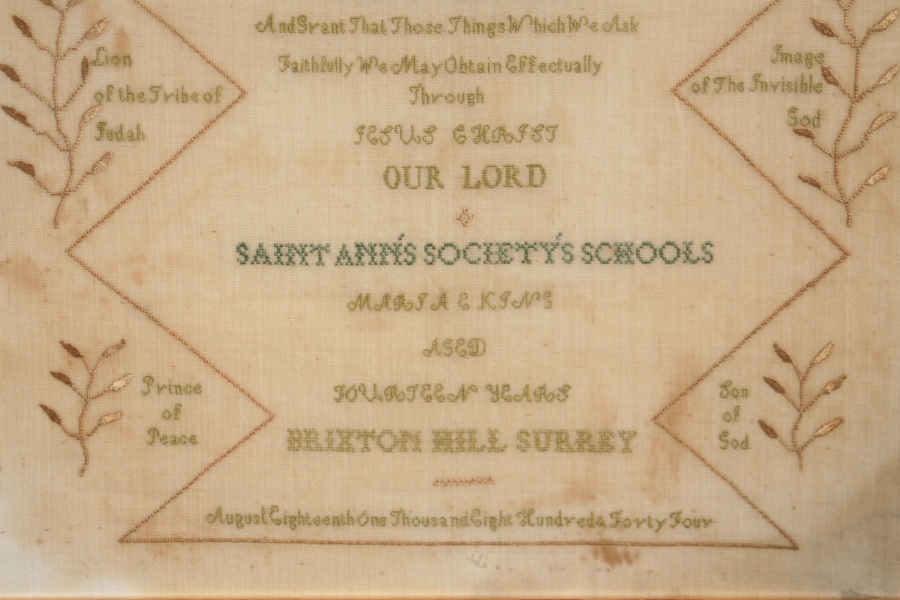 And Grant That Those Things Which We Ask
Faithfully We May Obtain Effectually
Through
JESUS CHRIST
OUR LORD
Lion
of the Tribe of
Judah
Image
of The Invisible
God
SAINT ANN'S SOCIETY'S SCHOOLS
MARIA E KING
AGED
FOURTEEN YEARS
BRIXTON HILL SURREY
Prince
of
Peace
Son
of
God
August Eighteenth One Thousand Eight Hundred & Forty Four